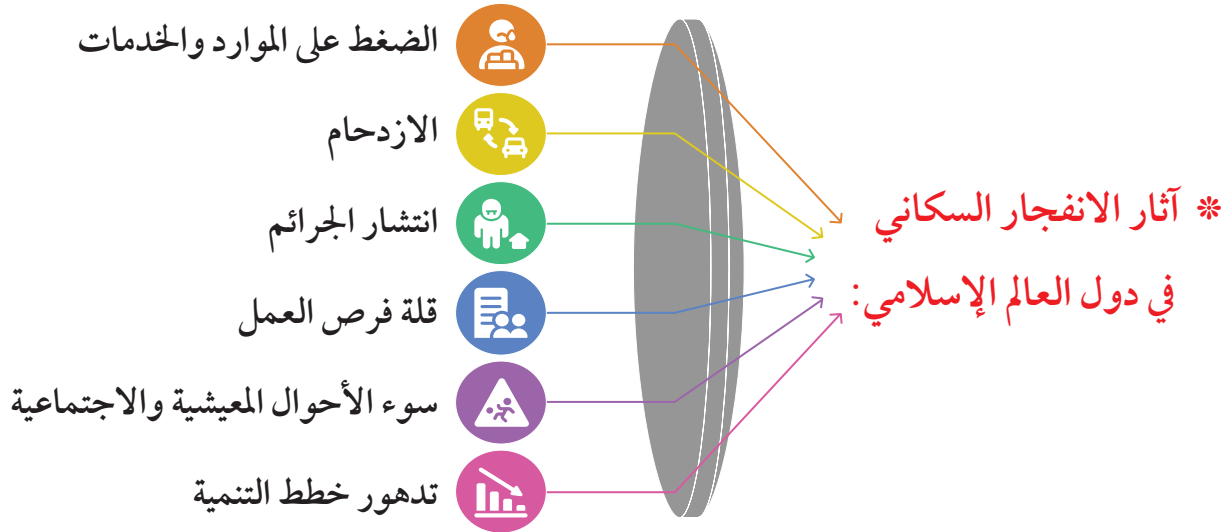 * آثار الانفجار السكاني
في دول العالم الإسلامي:
الضغط على الموارد والخدمات
الازدحام
انتشار الجرائم
قلة فرص العمل
سوء الأحوال المعيشية والاجتماعية
تدهور خطط التنمية